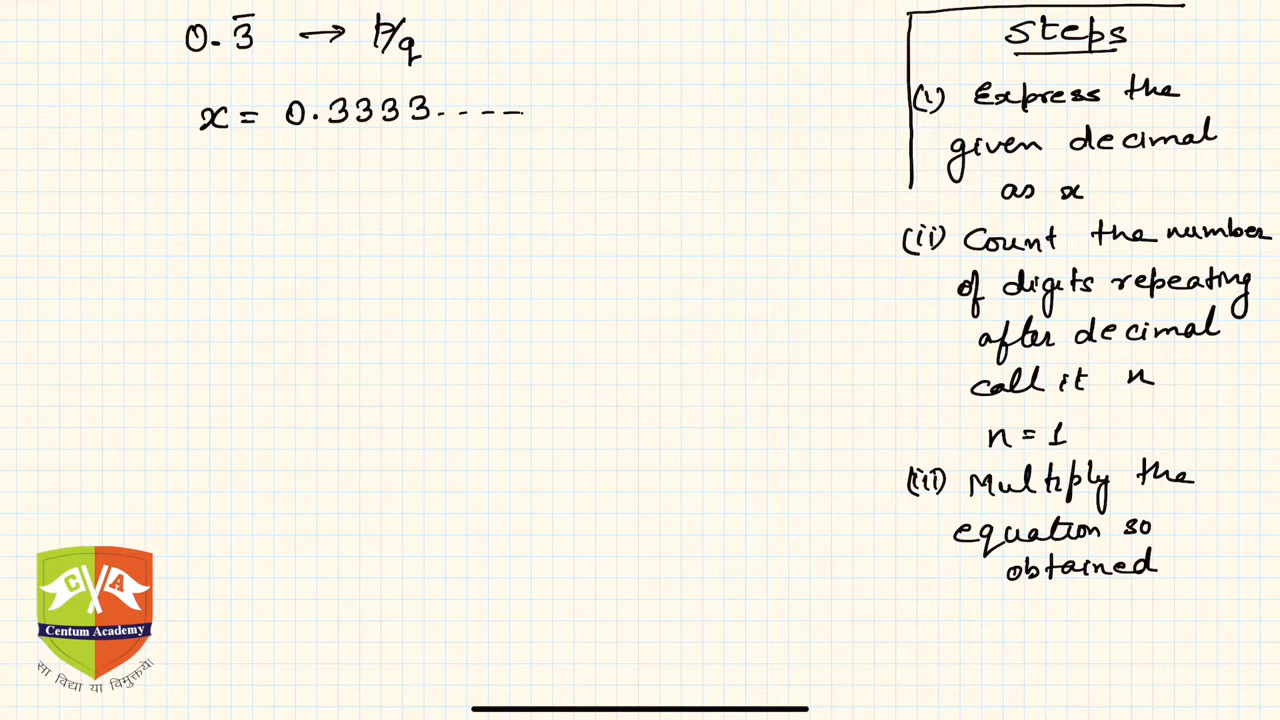 0.3̅ → P/q
x = 0.3333.----
Steps
(i) Express the
given decimal
as x
(ii) Count the number
of digits repeating
after decimal
call it n
n = 1
(iii) Multiply the
equation so
obtained
C A
Centum Academy
सा विद्या या विमुक्तये।